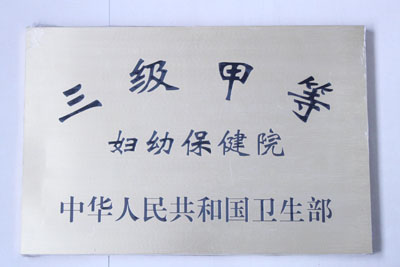 三级甲等
妇幼保健院
中华人民共和国卫生部